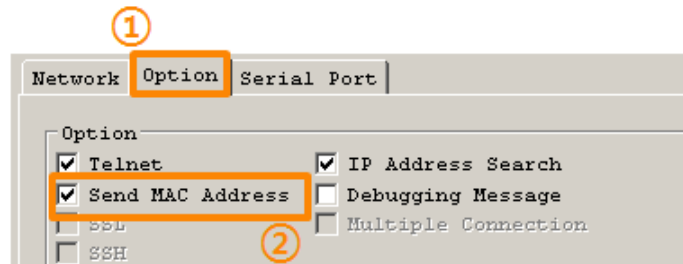 ①
Network Option Serial Port
Option
Telnet IP Address Search
Send MAC Address Debugging Message
SSL Multiple Connection
②
SSH